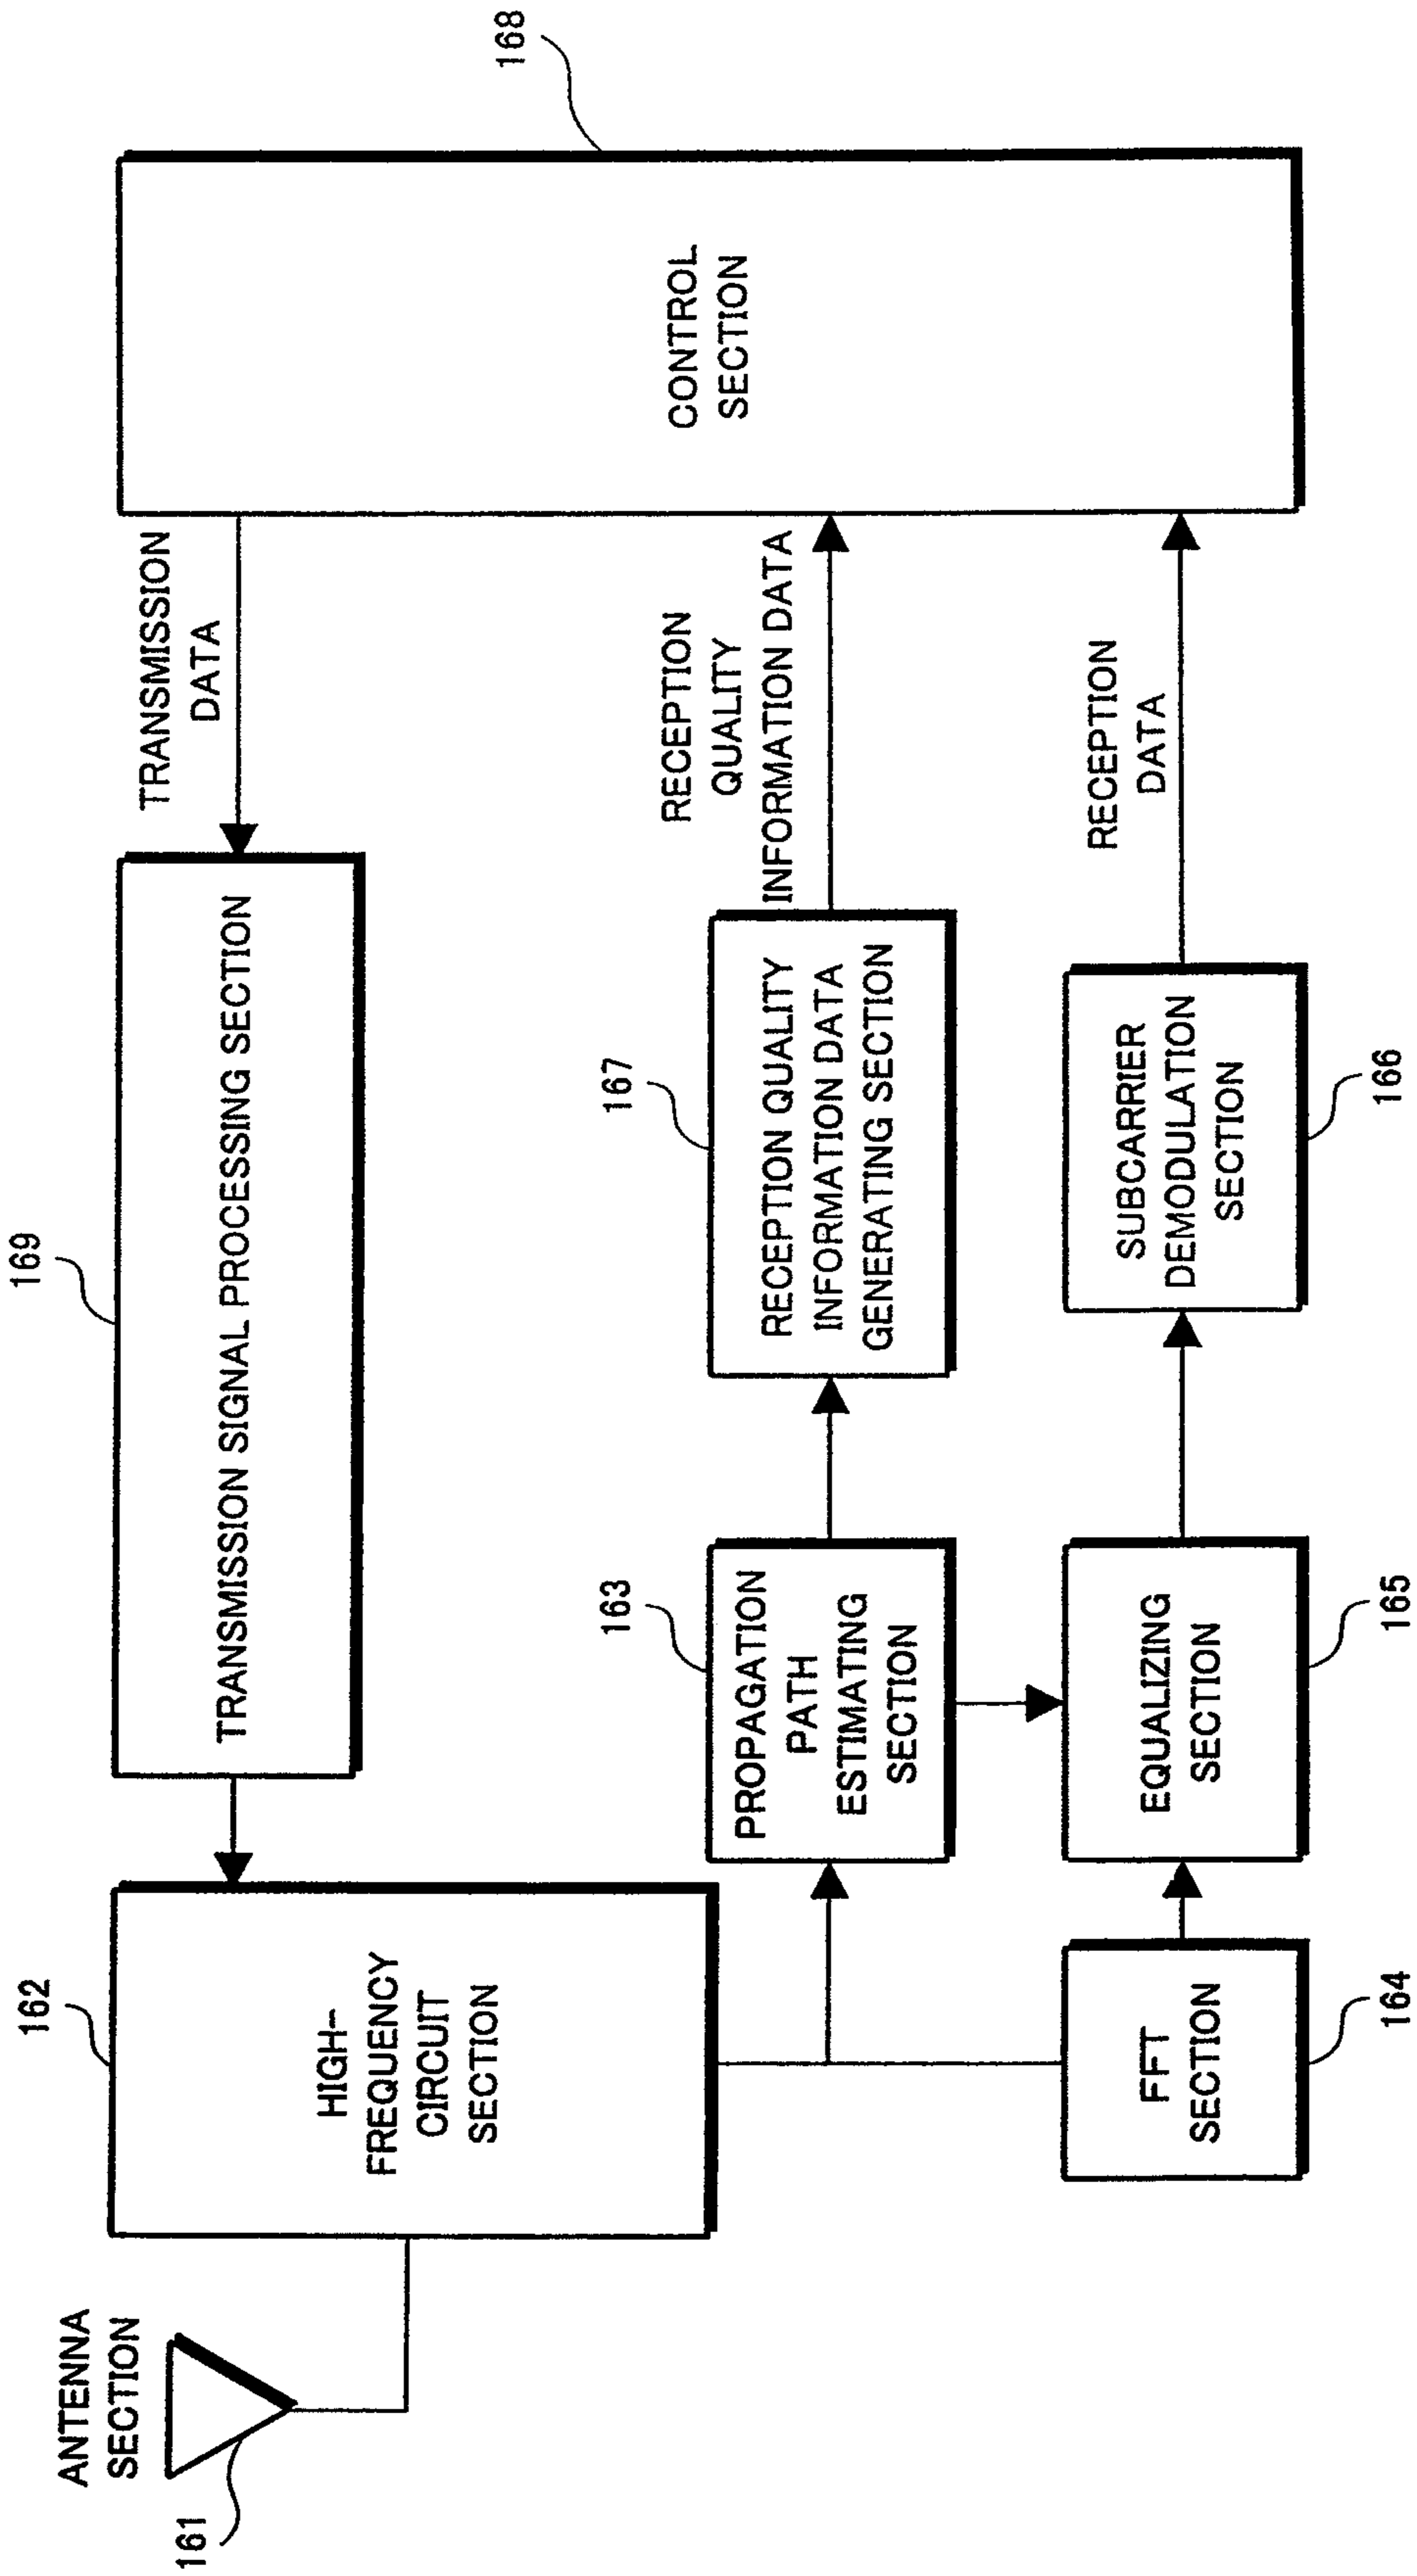 ANTENNA
SECTION
161
162
HIGH-
FREQUENCY
CIRCUIT
SECTION
169
TRANSMISSION SIGNAL PROCESSING SECTION
TRANSMISSION
DATA
168
CONTROL
SECTION
163
PROPAGATION
PATH
ESTIMATING
SECTION
167
RECEPTION QUALITY
INFORMATION DATA
GENERATING SECTION
RECEPTION
QUALITY
INFORMATION DATA
FFT
SECTION
164
EQUALIZING
SECTION
165
SUBCARRIER
DEMODULATION
SECTION
166
RECEPTION
DATA